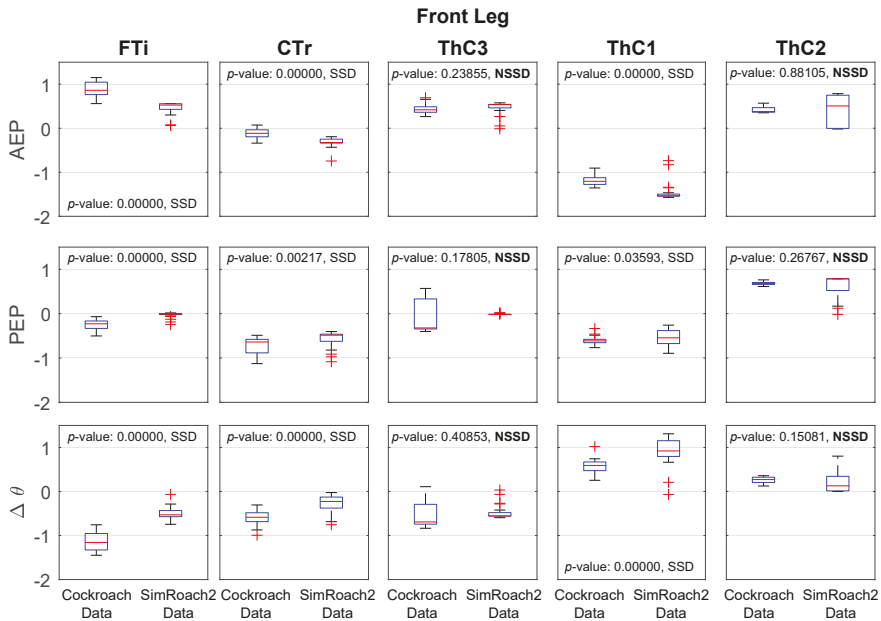 Front Leg
FTi CTr ThC3 ThC1 ThC2
AEP
1
0
-1
-2
p-value: 0.00000, SSD
p-value: 0.00000, SSD
p-value: 0.23855, NSSD
p-value: 0.00000, SSD
p-value: 0.88105, NSSD
PEP
1
0
-1
-2
p-value: 0.00000, SSD
p-value: 0.00217, SSD
p-value: 0.17805, NSSD
p-value: 0.03593, SSD
p-value: 0.26767, NSSD
Δ θ
1
0
-1
-2
p-value: 0.00000, SSD
p-value: 0.00000, SSD
p-value: 0.40853, NSSD
p-value: 0.00000, SSD
p-value: 0.15081, NSSD
Cockroach SimRoach2 Cockroach SimRoach2 Cockroach SimRoach2 Cockroach SimRoach2 Cockroach SimRoach2
Data Data Data Data Data Data Data Data Data Data